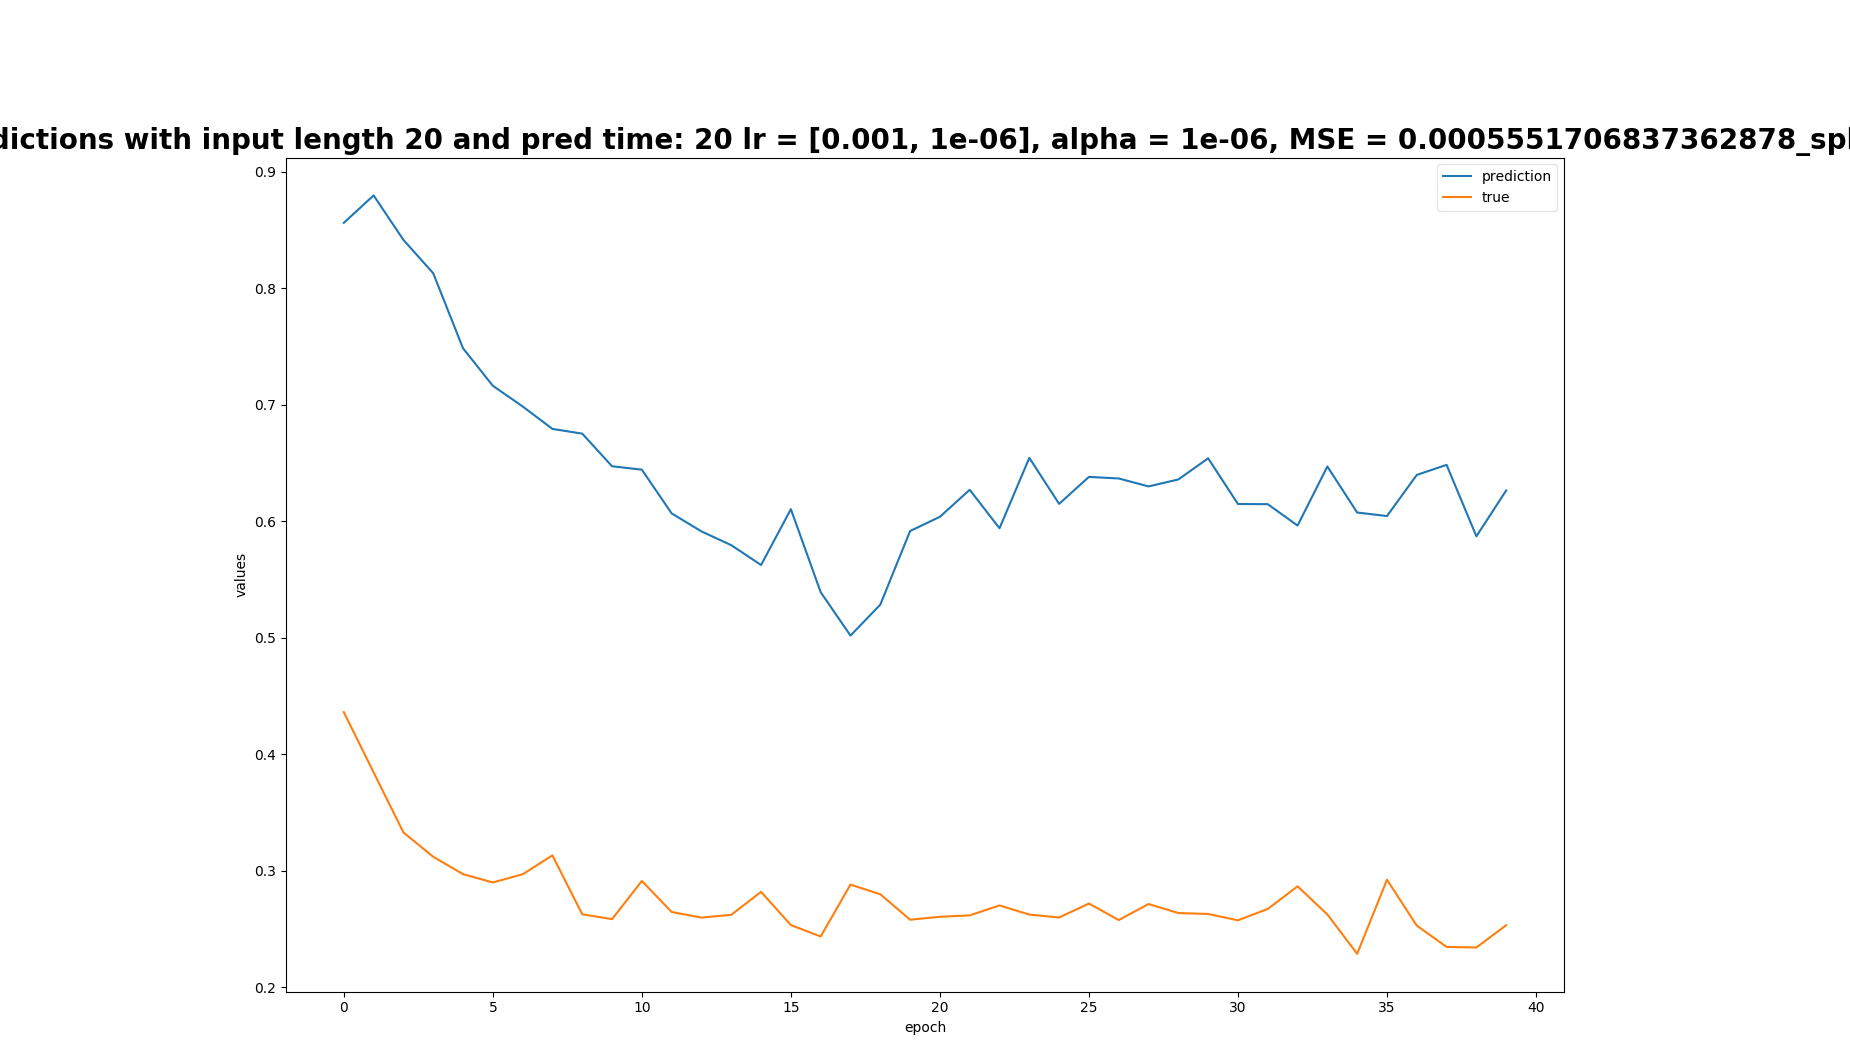 with input length 20 and pred time: 20 lr = [0.001, 1e-06], alpha = 1e-06, MSE = 0.0005551706837362878_spl
prediction
true
0.9
0.8
0.7
0.6
0.5
0.4
0.3
0.2
values
0 5 10 15 20 25 30 35 40
epoch